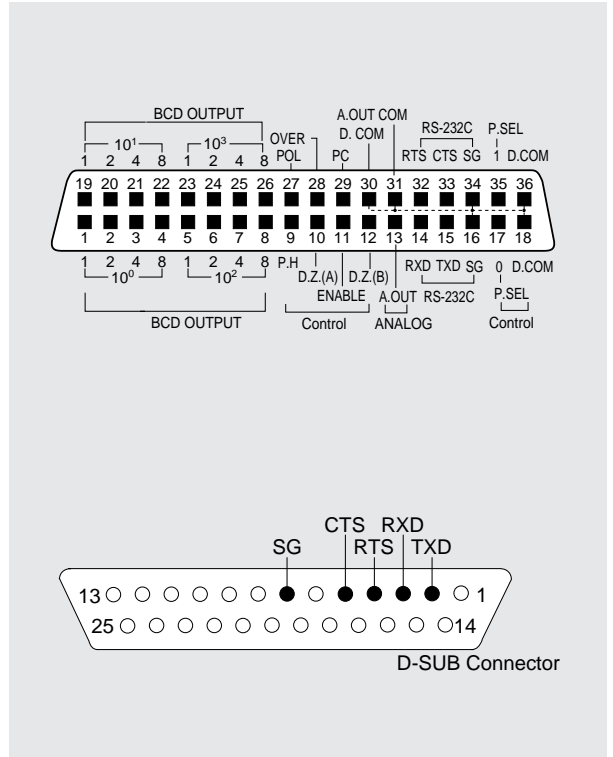 BCD OUTPUT
A.OUT COM
10¹ 10³ OVER D. COM RS-232C P.SEL
1 2 4 8 1 2 4 8 POL PC RTS CTS SG 1 D.COM
19 20 21 22 23 24 25 26 27 28 29 30 31 32 33 34 35 36
1 2 3 4 5 6 7 8 9 10 11 12 13 14 15 16 17 18
1 2 4 8 1 2 4 8 P.H D.Z.(A) D.Z.(B) RXD TXD SG 0 D.COM
10⁰ 10² ENABLE A.OUT RS-232C P.SEL
BCD OUTPUT Control ANALOG Control
CTS RXD
SG RTS TXD
13 1
25 14
D-SUB Connector